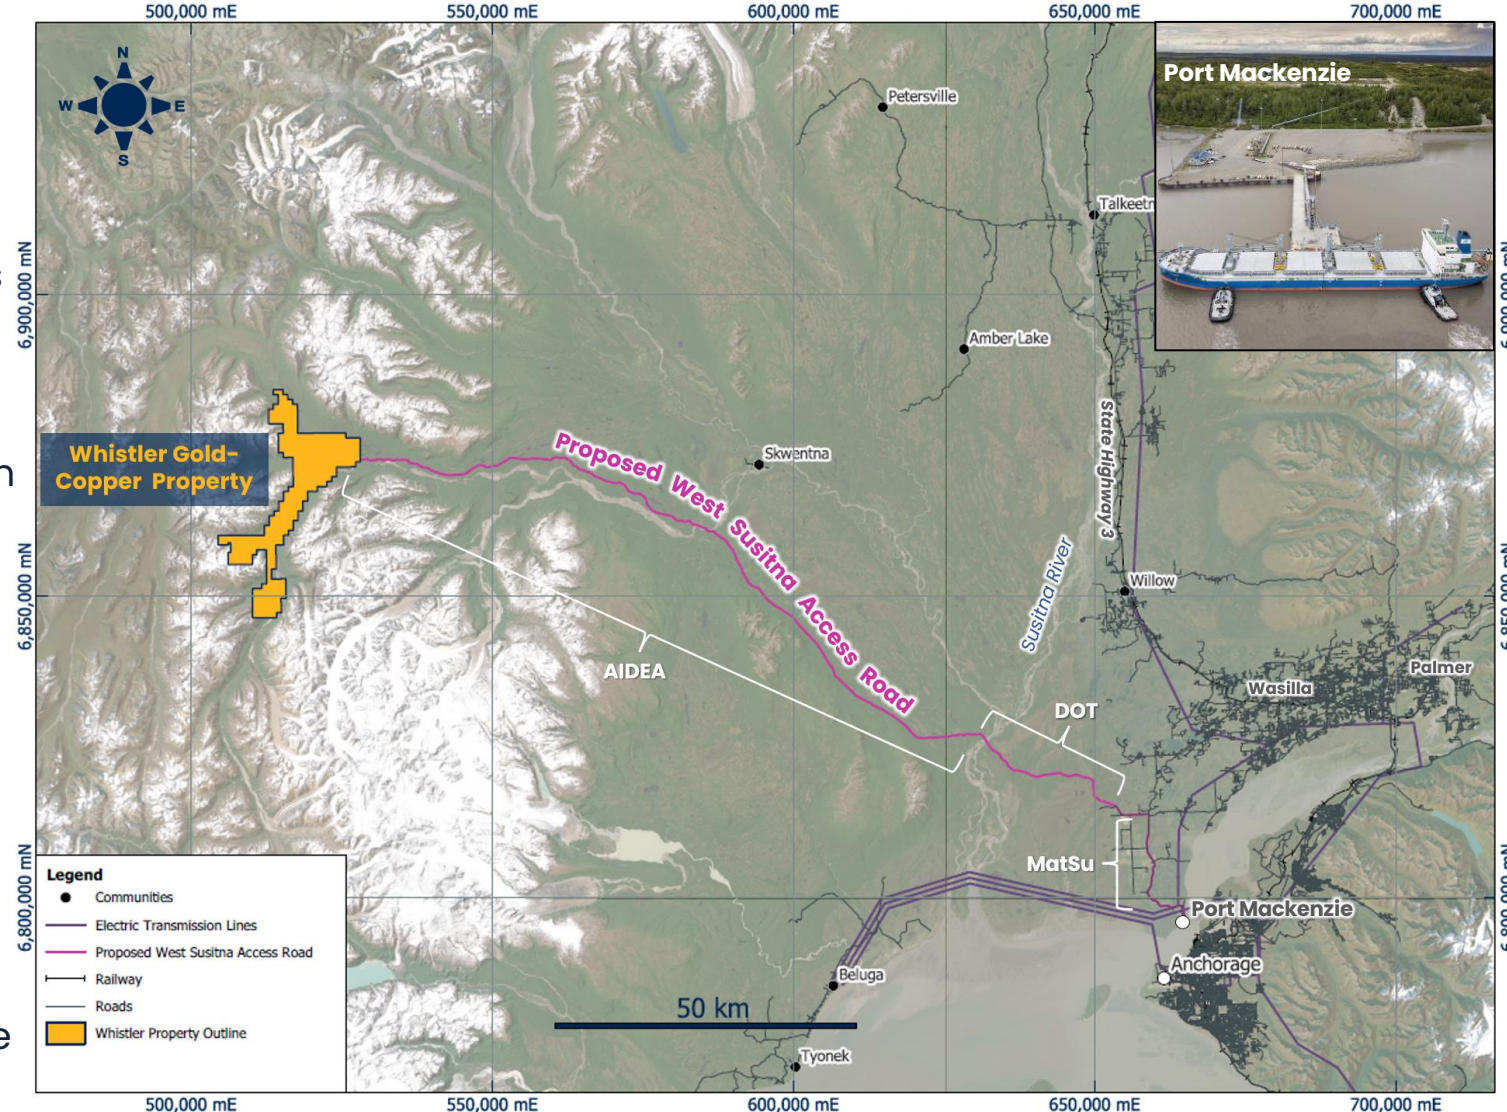 500,000 mE
550,000 mE
600,000 mE
650,000 mE
700,000 mE
N
W
E
S
Port Mackenzie
Petersville
Talkeetn
6,900,000 mN
Amber Lake
State Highway 3
Whistler Gold-
Copper Property
Skwentna
Proposed West Susitna Access Road
Susitna River
Willow
6,850,000 mN
AIDEA
Palmer
Wasilla
DOT
MatSu
6,800,000 mN
Port Mackenzie
Anchorage
Beluga
50 km
Tyonek
Legend
Communities
Electric Transmission Lines
Proposed West Susitna Access Road
Railway
Roads
Whistler Property Outline
n
e
500,000 mE
550,000 mE
600,000 mE
650,000 mE
700,000 mE